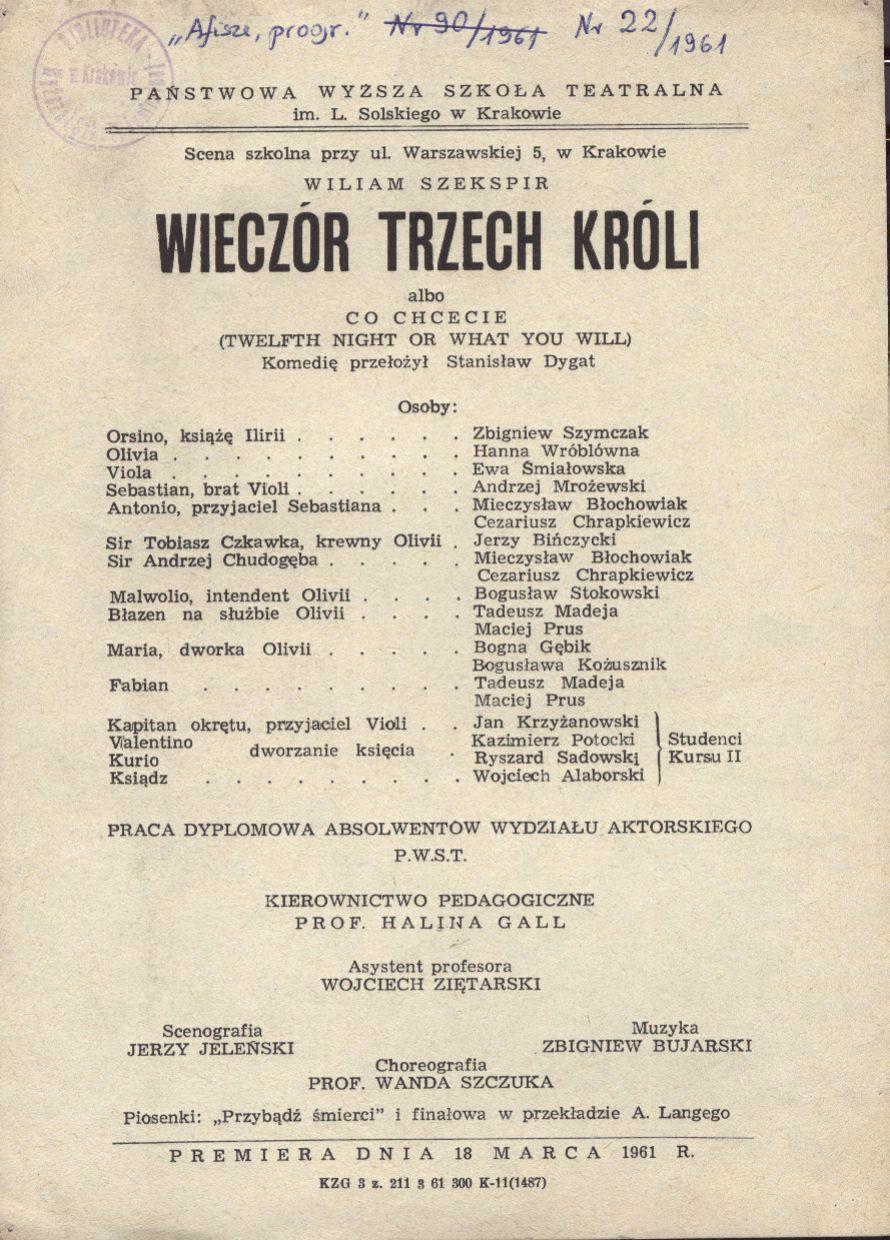 „Afisze, progr." Nr 90/1961 Nr 22/1961
BIBLIOTEKA
w Krakowie
PAŃSTWOWA WYŻSZA SZKOŁA TEATRALNA
im. L. Solskiego w Krakowie
Scena szkolna przy ul. Warszawskiej 5, w Krakowie
WILIAM SZEKSPIR
WIECZÓR TRZECH KRÓLI
albo
CO CHCECIE
(TWELFTH NIGHT OR WHAT YOU WILL)
Komedię przełożył Stanisław Dygat
Osoby:
Orsino, książę Ilirii . . . . . . Zbigniew Szymczak
Olivia . . . . . . . . . . Hanna Wróblówna
Viola . . . . . . . . . . Ewa Śmiałowska
Sebastian, brat Violi . . . . . . Andrzej Mrożewski
Antonio, przyjaciel Sebastiana . . . Mieczysław Błochowiak
Cezariusz Chrapkiewicz
Sir Tobiasz Czkawka, krewny Olivii . Jerzy Bińczycki
Sir Andrzej Chudogęba . . . . . Mieczysław Błochowiak
Cezariusz Chrapkiewicz
Malwolio, intendent Olivii . . . . Bogusław Stokowski
Błazen na służbie Olivii . . . . Tadeusz Madeja
Maciej Prus
Maria, dworka Olivii . . . . . Bogna Gębik
Bogusława Kożusznik
Fabian . . . . . . . . . Tadeusz Madeja
Maciej Prus
Kapitan okrętu, przyjaciel Violi . . Jan Krzyżanowski
Valentino Kazimierz Potocki Studenci
dworzanie księcia .
Kurio Ryszard Sadowski Kursu II
Ksiądz . . . . . . . . . Wojciech Alaborski
PRACA DYPLOMOWA ABSOLWENTÓW WYDZIAŁU AKTORSKIEGO
P.W.S.T.
KIEROWNICTWO PEDAGOGICZNE
PROF. HALINA GALL
Asystent profesora
WOJCIECH ZIĘTARSKI
Scenografia Muzyka
JERZY JELEŃSKI ZBIGNIEW BUJARSKI
Choreografia
PROF. WANDA SZCZUKA
Piosenki: „Przybądź śmierci" i finałowa w przekładzie A. Langego
PREMIERA DNIA 18 MARCA 1961 R.
KZG 3 z. 211 3 61 300 K-11(1487)